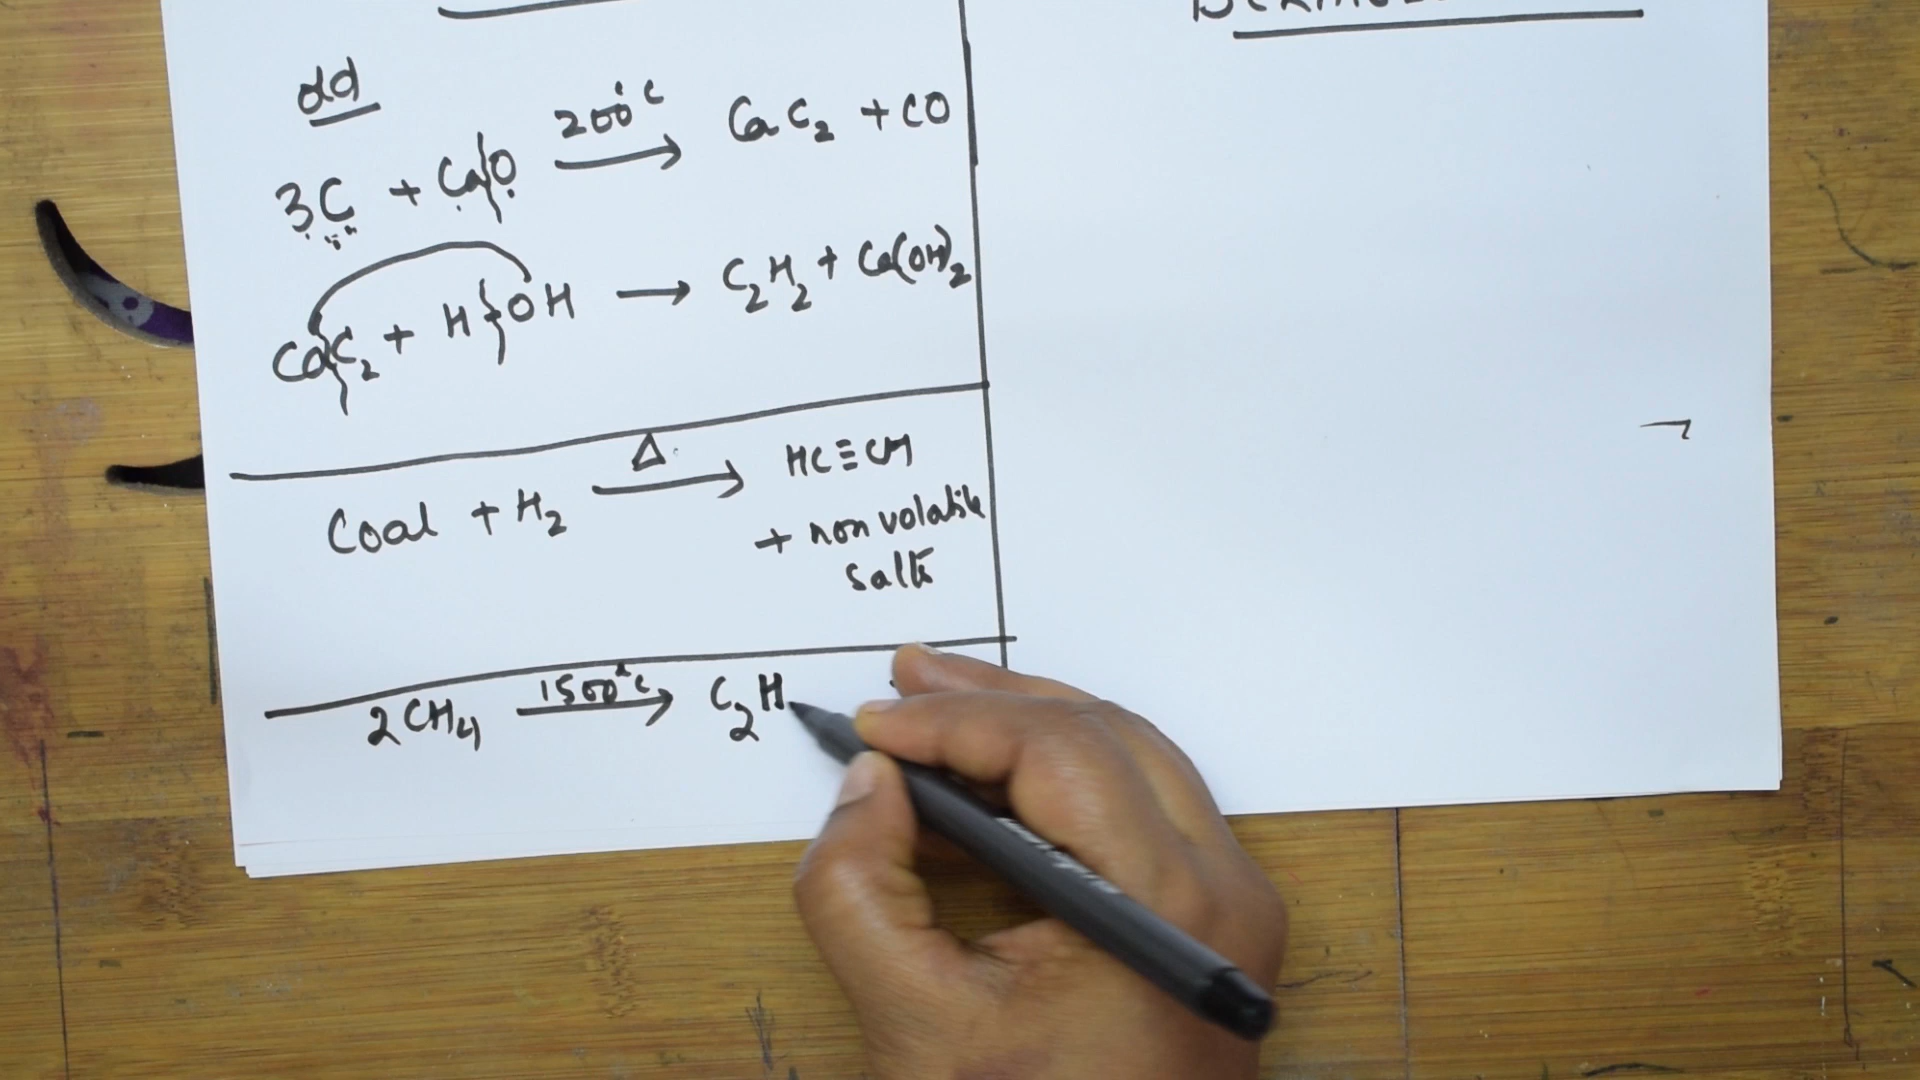 old
3C + CaO 200°C → CaC₂ + CO
CaC₂ + HOH → C₂H₂ + Ca(OH)₂
Coal + H₂ Δ → HC≡CH
+ non volatile
salts
2CH₄ 1500°C → C₂H